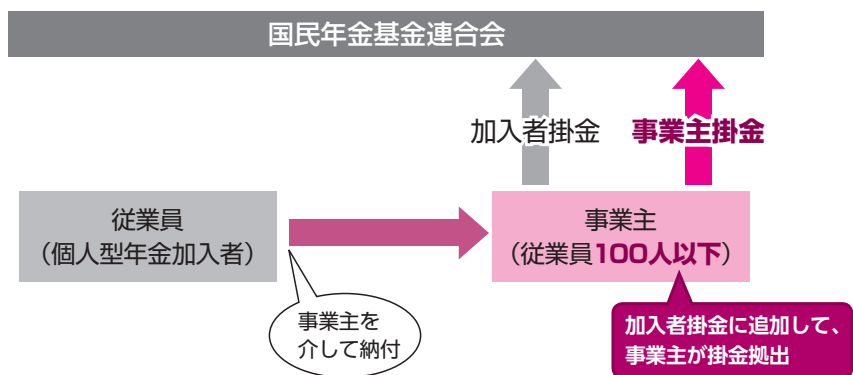 国民年金基金連合会
加入者掛金
事業主掛金
従業員
（個人型年金加入者）
事業主
（従業員100人以下）
事業主を
介して納付
加入者掛金に追加して、
事業主が掛金拠出